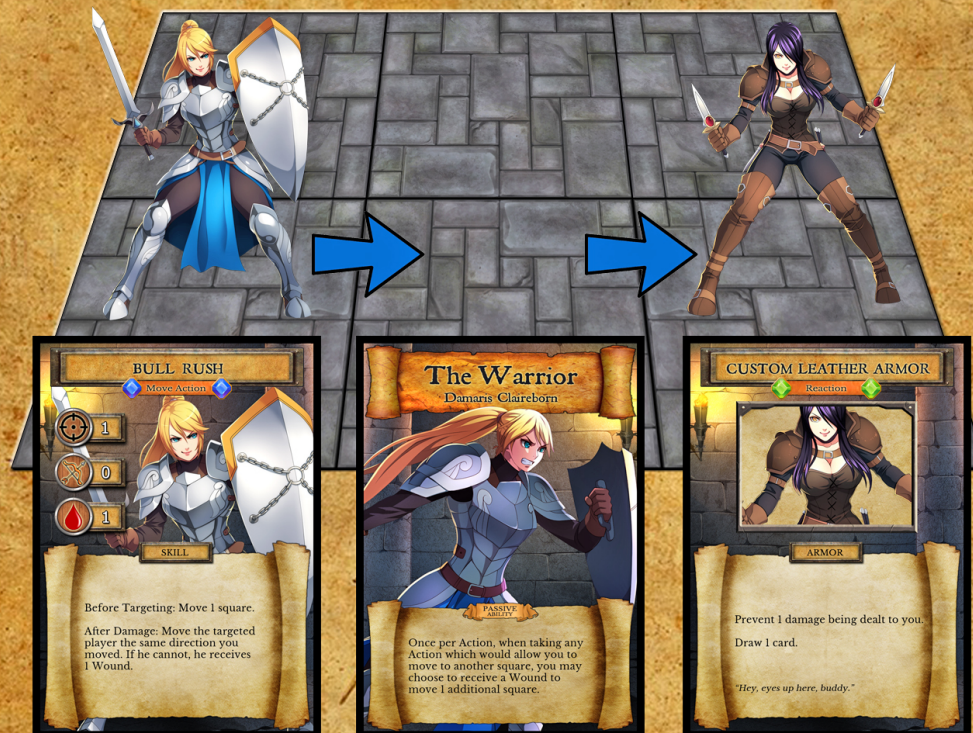 BULL RUSH
Move Action
1
0
1
SKILL
Before Targeting: Move 1 square.
After Damage: Move the targeted
player the same direction you
moved. If he cannot, he receives
1 Wound.
The Warrior
Damaris Claireborn
PASSIVE
ABILITY
Once per Action, when taking any
Action which would allow you to
move to another square, you may
choose to receive a Wound to
move 1 additional square.
CUSTOM LEATHER ARMOR
Reaction
ARMOR
Prevent 1 damage being dealt to you.
Draw 1 card.
"Hey, eyes up here, buddy."